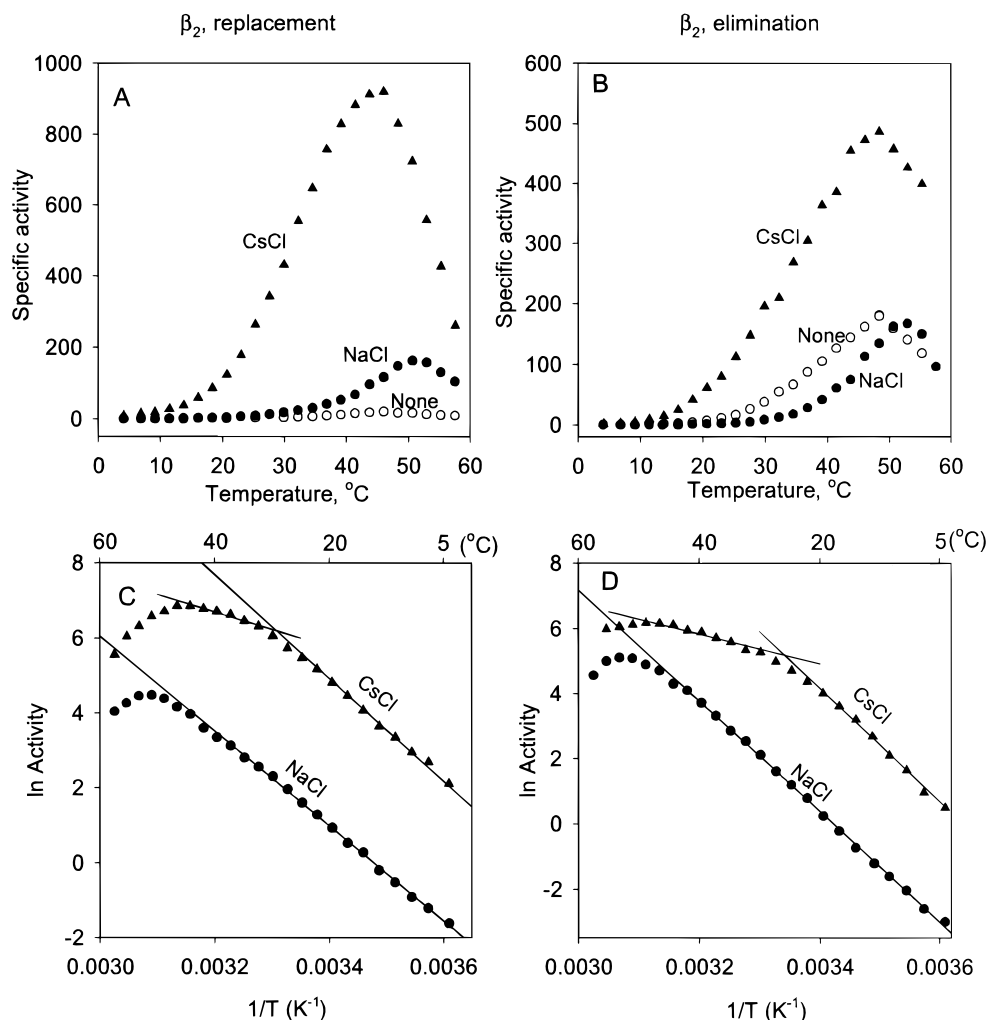 β₂, replacement
β₂, elimination
A
1000
800
600
400
200
0
Specific activity
CsCl
NaCl
None
0 10 20 30 40 50 60
Temperature, °C
B
600
500
400
300
200
100
0
Specific activity
CsCl
None
NaCl
0 10 20 30 40 50 60
Temperature, °C
60 40 20 5 (°C)
C
8
6
4
2
0
-2
ln Activity
CsCl
NaCl
0.0030 0.0032 0.0034 0.0036
1/T (K⁻¹)
60 40 20 5 (°C)
D
8
6
4
2
0
-2
ln Activity
CsCl
NaCl
0.0030 0.0032 0.0034 0.0036
1/T (K⁻¹)